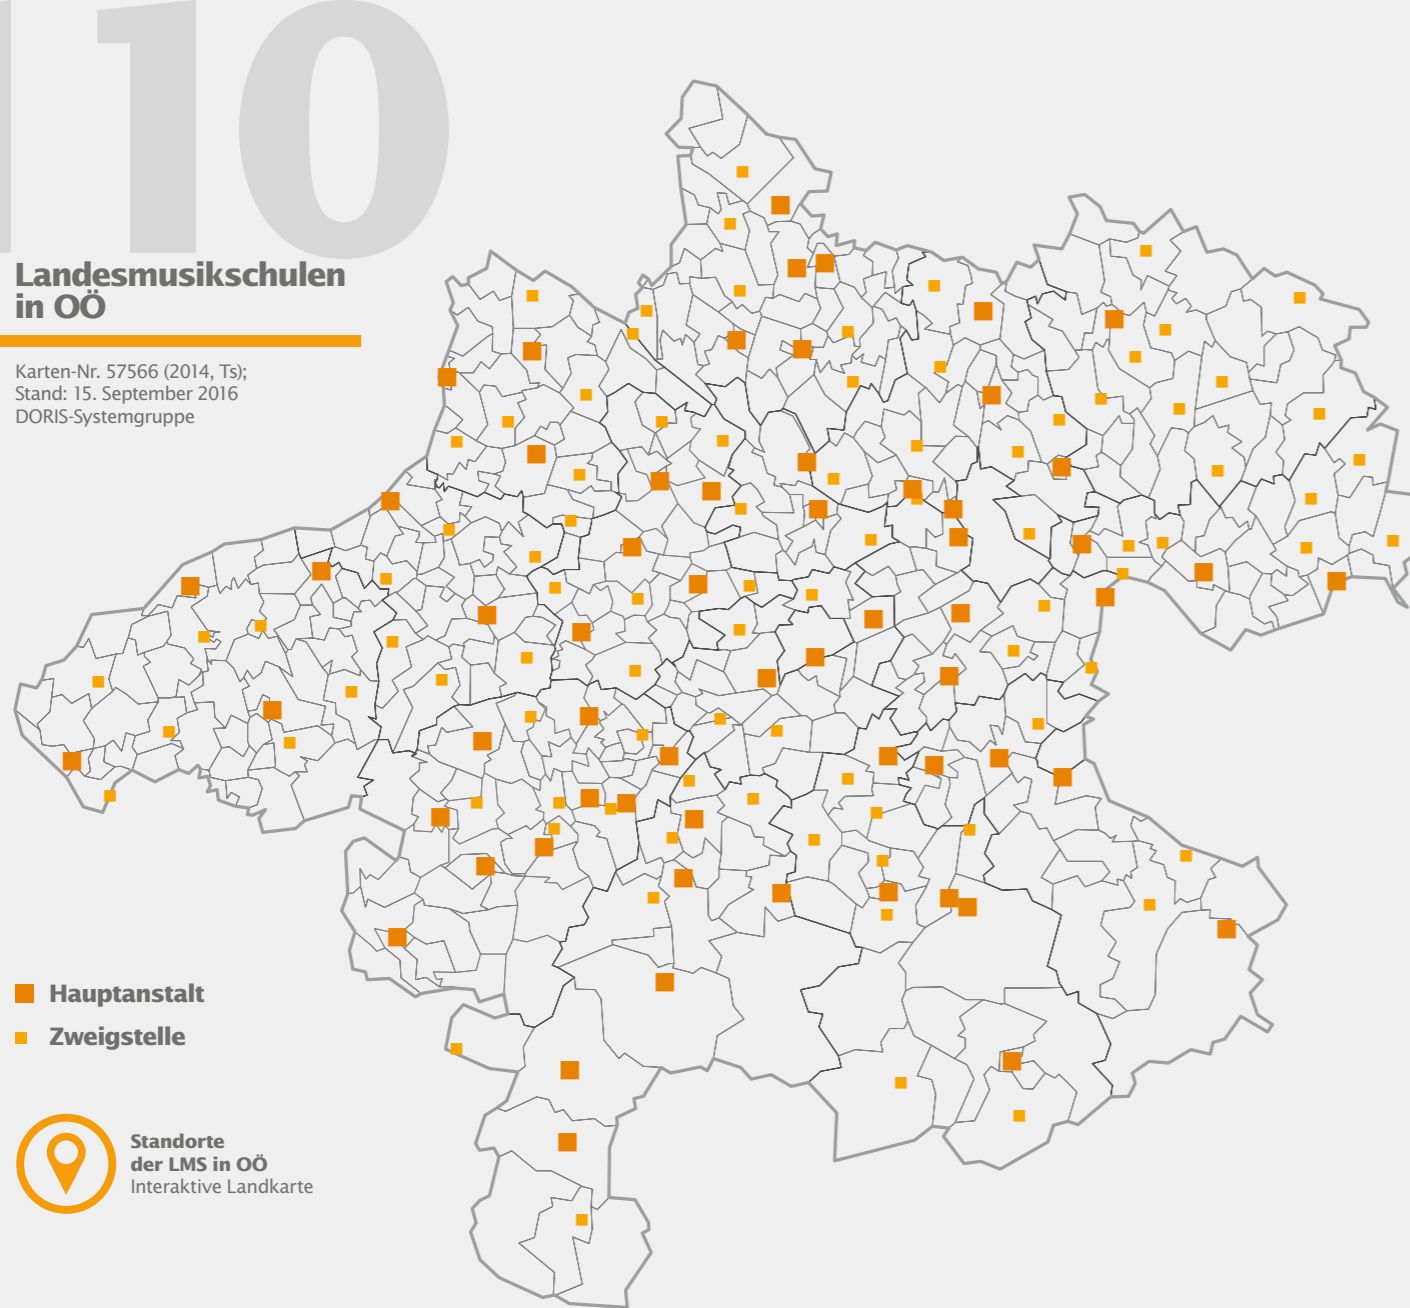 110
Landesmusikschulen
in OÖ
Karten-Nr. 57566 (2014, Ts);
Stand: 15. September 2016
DORIS-Systemgruppe
Hauptanstalt
Zweigstelle
Standorte
der LMS in OÖ
Interaktive Landkarte